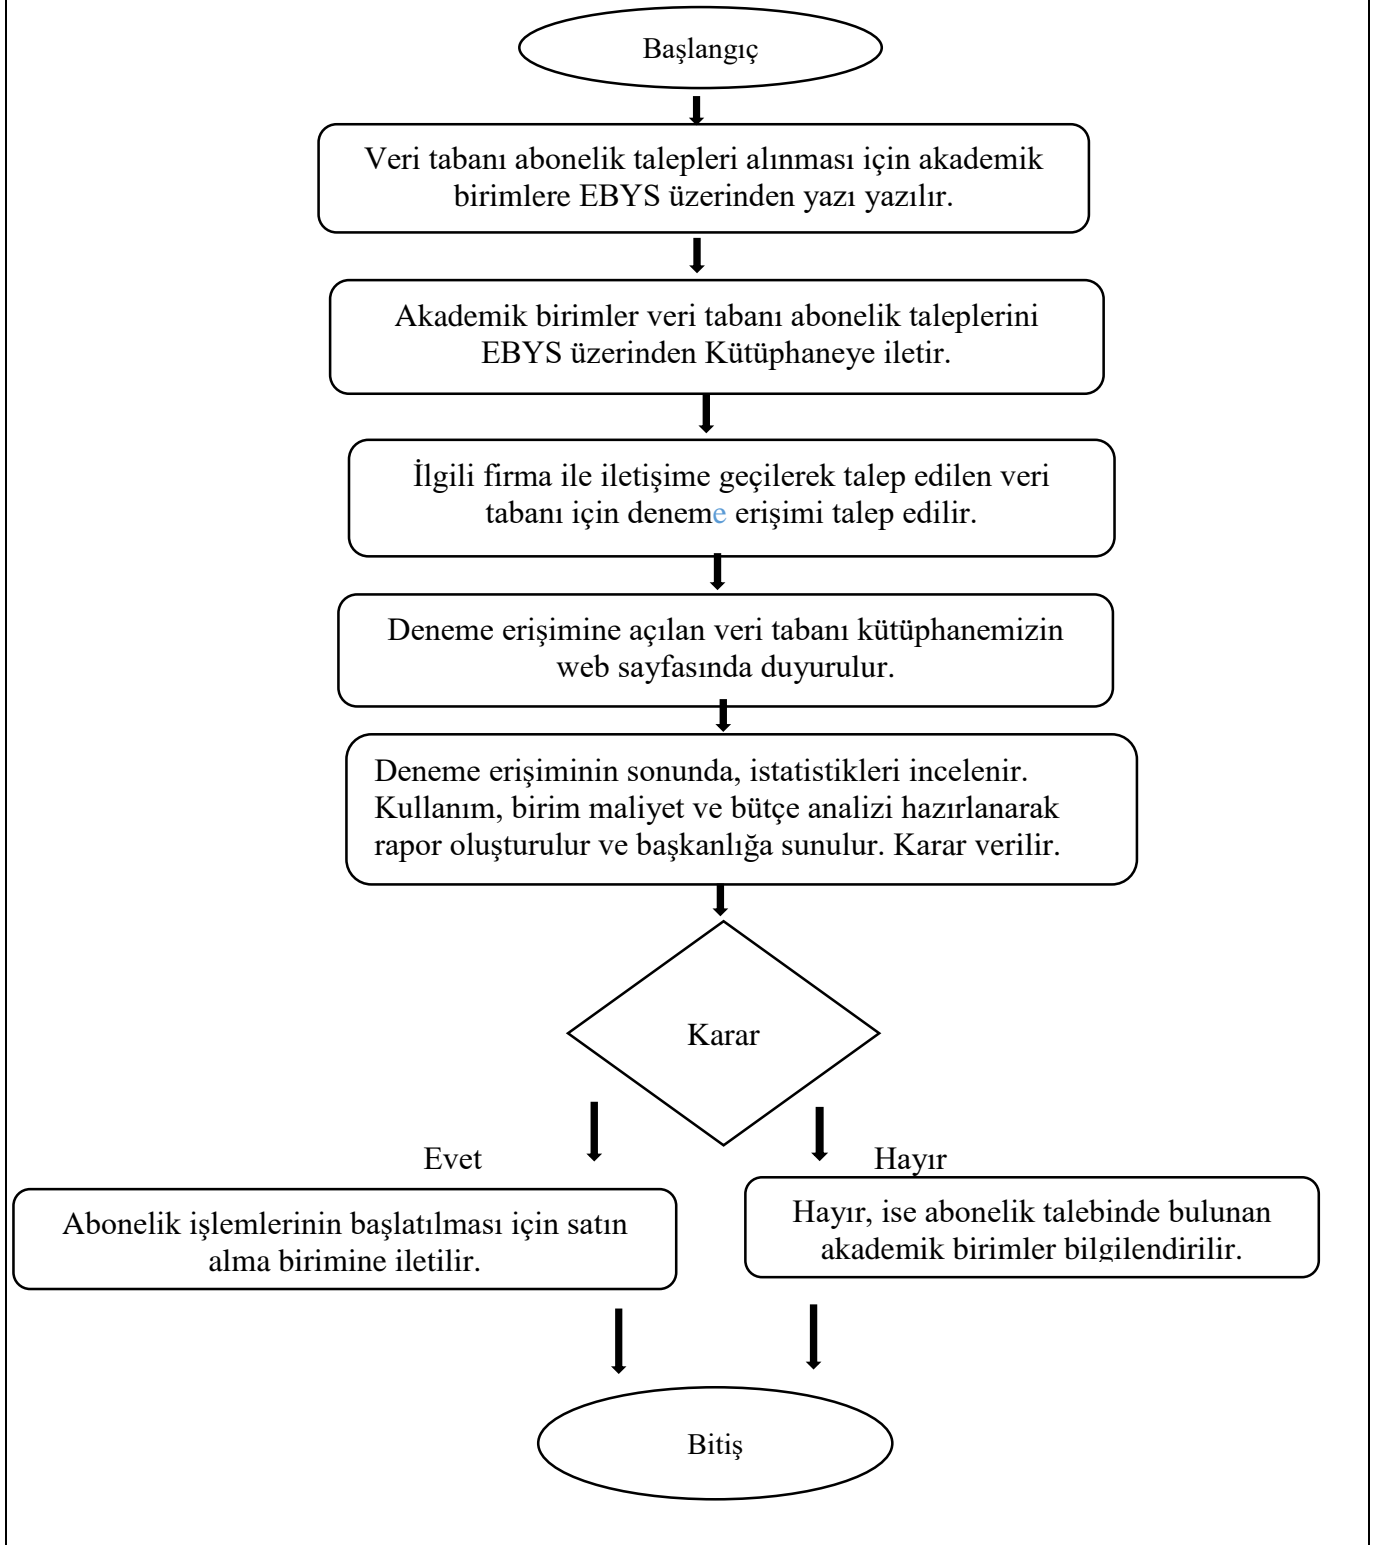 Başlangıç
Veri tabanı abonelik talepleri alınması için akademik
birimlere EBYS üzerinden yazı yazılır.
Akademik birimler veri tabanı abonelik taleplerini
EBYS üzerinden Kütüphaneye iletir.
İlgili firma ile iletişime geçilerek talep edilen veri
tabanı için deneme erişimi talep edilir.
Deneme erişimine açılan veri tabanı kütüphanemizin
web sayfasında duyurulur.
Deneme erişiminin sonunda, istatistikleri incelenir.
Kullanım, birim maliyet ve bütçe analizi hazırlanarak
rapor oluşturulur ve başkanlığa sunulur. Karar verilir.
Karar
Evet
Hayır
Abonelik işlemlerinin başlatılması için satın
alma birimine iletilir.
Hayır, ise abonelik talebinde bulunan
akademik birimler bilgilendirilir.
Bitiş